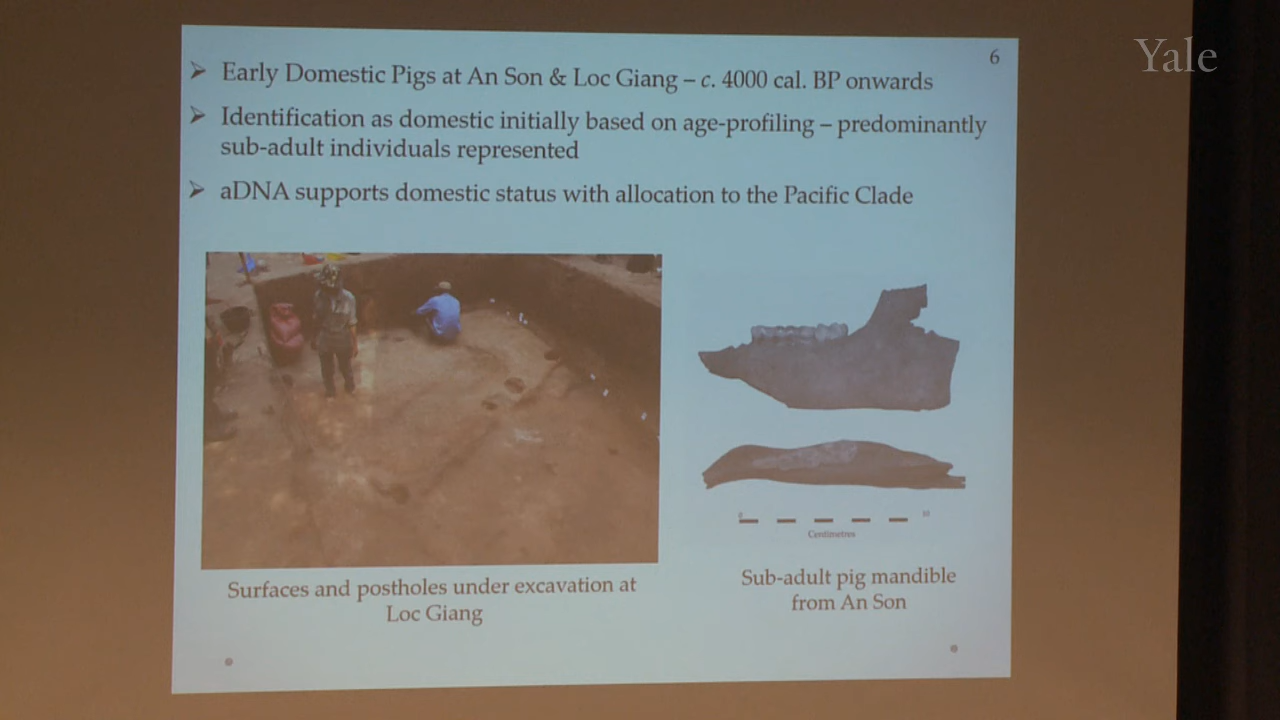 Yale
6
➢ Early Domestic Pigs at An Son & Loc Giang – c. 4000 cal. BP onwards
➢ Identification as domestic initially based on age-profiling – predominantly
sub-adult individuals represented
➢ aDNA supports domestic status with allocation to the Pacific Clade
Centimetres
Surfaces and postholes under excavation at
Loc Giang
Sub-adult pig mandible
from An Son